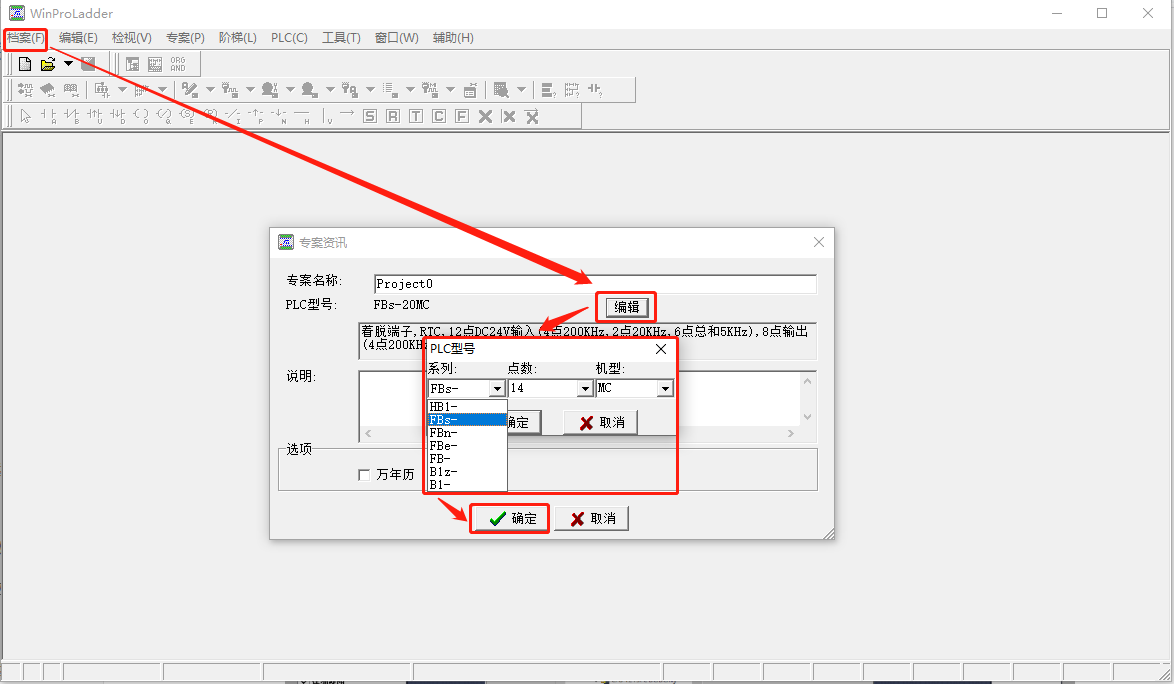 WinProLadder
档案(F) 编辑(E) 检视(V) 专案(P) 阶梯(L) PLC(C) 工具(T) 窗口(W) 辅助(H)
ORG
AND
A B U D O Q E R I P N H V S R T C F
专案资讯
专案名称: Project0
PLC型号: FBs-20MC 编辑
着脱端子,RTC,12点DC24V输入(4点200KHz,2点20KHz,6点总和5KHz),8点输出
(4点200KHz
PLC型号
系列: 点数: 机型:
FBs- 14 MC
说明:
HB1-
FBs- 确定 取消
FBn-
FBe-
FB-
B1z-
B1-
选项
万年历
确定 取消